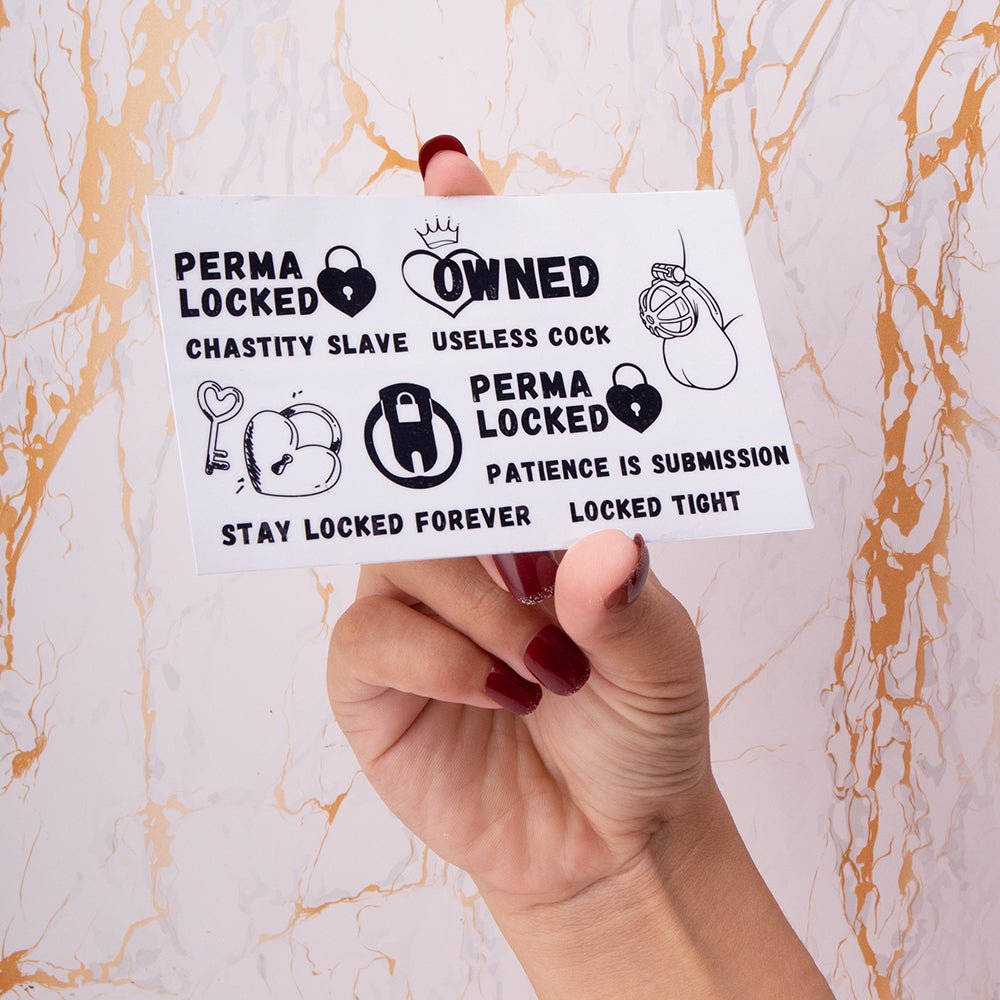 PERMA
LOCKED
OWNED
CHASTITY SLAVE
USELESS COCK
PERMA
LOCKED
PATIENCE IS SUBMISSION
STAY LOCKED FOREVER
LOCKED TIGHT